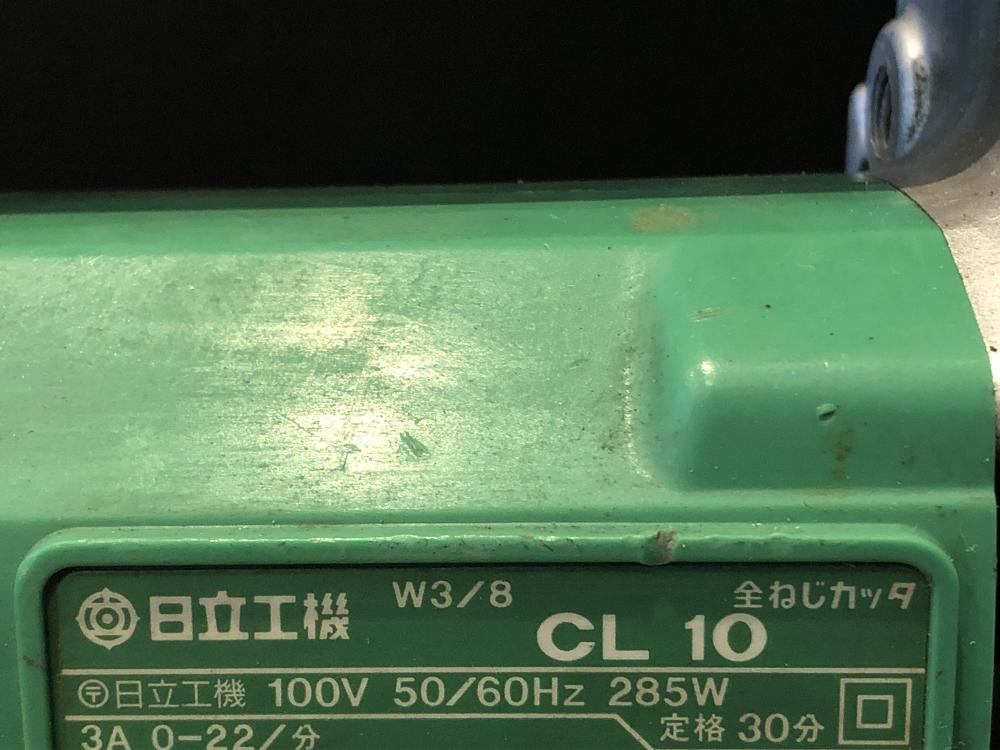 日立工機 W3/8 全ねじカッタ
CL 10
〒日立工機 100V 50/60Hz 285W
3A 0-22/分 定格30分